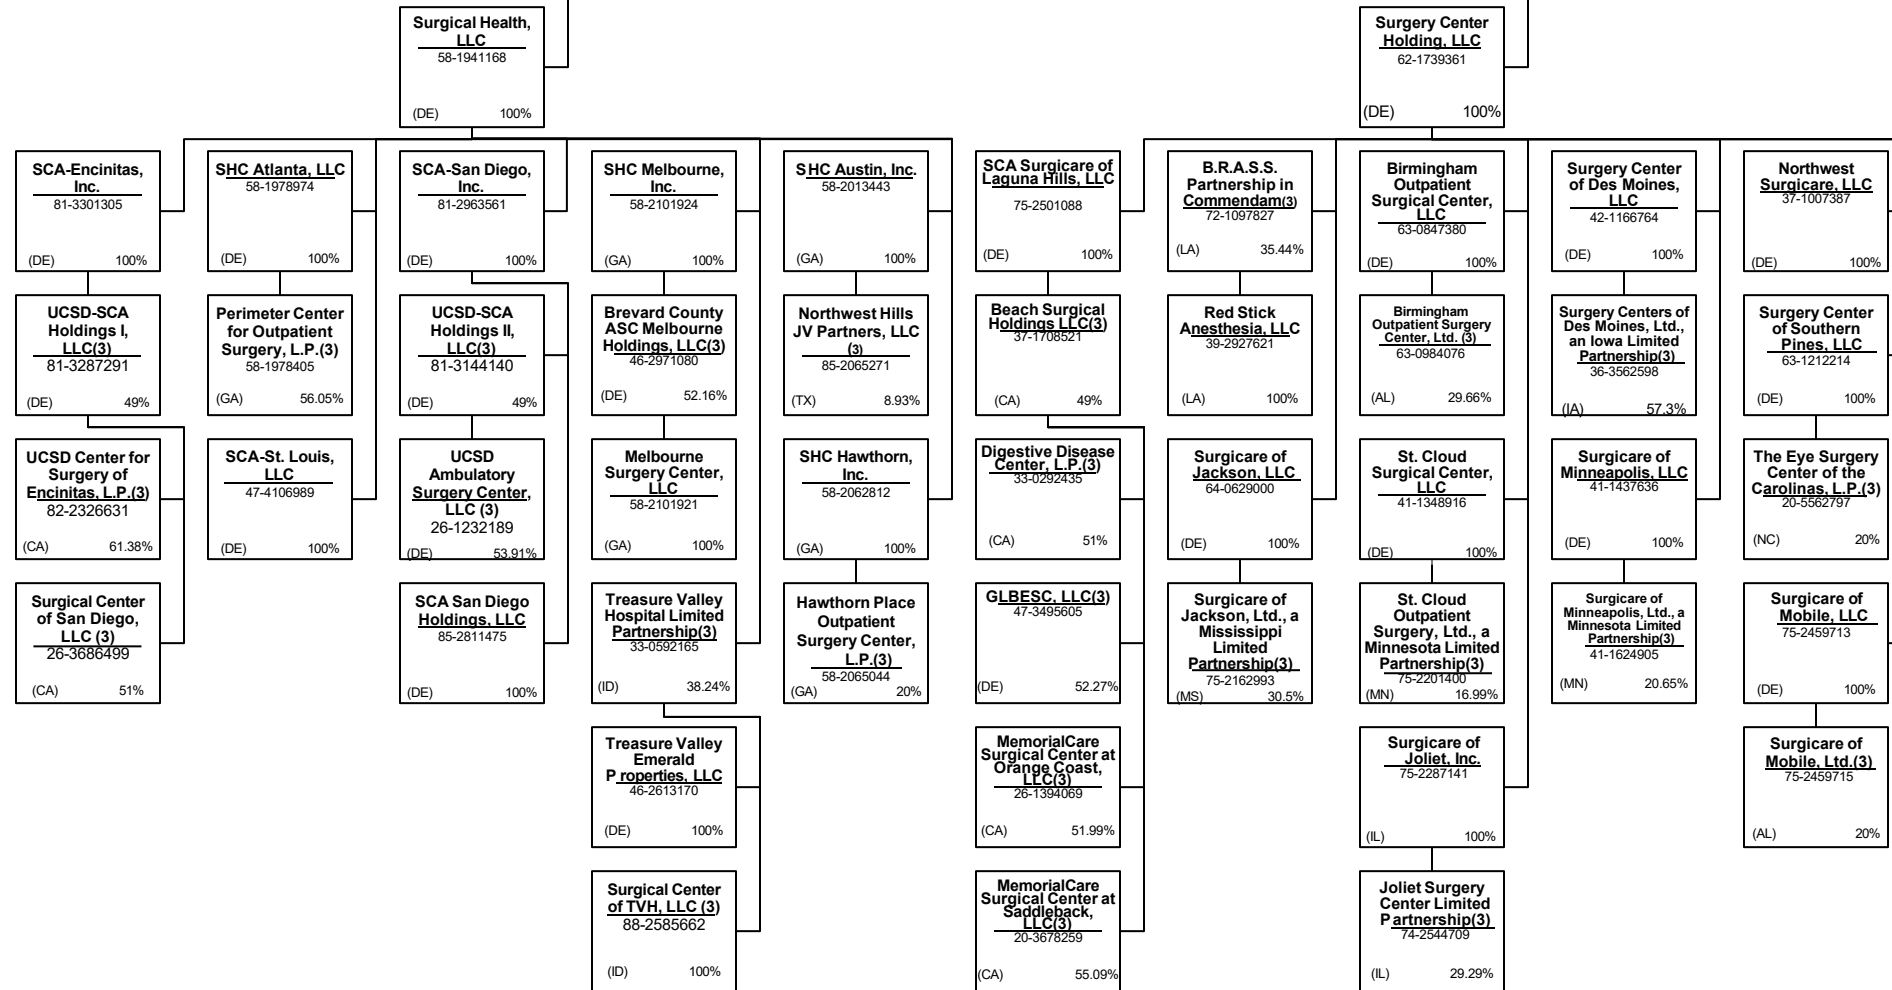 Surgical Health,
LLC
58-1941168
(DE) 100%
Surgery Center
Holding, LLC
62-1739361
(DE) 100%
SCA-Encinitas,
Inc.
81-3301305
(DE) 100%
SHC Atlanta, LLC
58-1978974
(DE) 100%
SCA-San Diego,
Inc.
81-2963561
(DE) 100%
SHC Melbourne,
Inc.
58-2101924
(GA) 100%
SHC Austin, Inc.
58-2013443
(GA) 100%
SCA Surgicare of
Laguna Hills, LLC
75-2501088
(DE) 100%
B.R.A.S.S.
Partnership in
Commendam(3)
72-1097827
(LA) 35.44%
Birmingham
Outpatient
Surgical Center,
LLC
63-0847380
(DE) 100%
Surgery Center
of Des Moines,
LLC
42-1166764
(DE) 100%
Northwest
Surgicare, LLC
37-1007387
(DE) 100%
UCSD-SCA
Holdings I,
LLC(3)
81-3287291
(DE) 49%
Perimeter Center
for Outpatient
Surgery, L.P.(3)
58-1978405
(GA) 56.05%
UCSD-SCA
Holdings II,
LLC(3)
81-3144140
(DE) 49%
Brevard County
ASC Melbourne
Holdings, LLC(3)
46-2971080
(DE) 52.16%
Northwest Hills
JV Partners, LLC
(3)
85-2065271
(TX) 8.93%
Beach Surgical
Holdings LLC(3)
37-1708521
(CA) 49%
Red Stick
Anesthesia, LLC
39-2927621
(LA) 100%
Birmingham
Outpatient Surgery
Center, Ltd. (3)
63-0984076
(AL) 29.66%
Surgery Centers of
Des Moines, Ltd.,
an Iowa Limited
Partnership(3)
36-3562598
(IA) 57.3%
Surgery Center
of Southern
Pines, LLC
63-1212214
(DE) 100%
UCSD Center for
Surgery of
Encinitas, L.P.(3)
82-2326631
(CA) 61.38%
SCA-St. Louis,
LLC
47-4106989
(DE) 100%
UCSD
Ambulatory
Surgery Center,
LLC (3)
26-1232189
(DE) 53.91%
Melbourne
Surgery Center,
LLC
58-2101921
(GA) 100%
SHC Hawthorn,
Inc.
58-2062812
(GA) 100%
Digestive Disease
Center, L.P.(3)
33-0292435
(CA) 51%
Surgicare of
Jackson, LLC
64-0629000
(DE) 100%
St. Cloud
Surgical Center,
LLC
41-1348916
(DE) 100%
Surgicare of
Minneapolis, LLC
41-1437636
(DE) 100%
The Eye Surgery
Center of the
Carolinas, L.P.(3)
20-5562797
(NC) 20%
Surgical Center
of San Diego,
LLC (3)
26-3686499
(CA) 51%
SCA San Diego
Holdings, LLC
85-2811475
(DE) 100%
Treasure Valley
Hospital Limited
Partnership(3)
33-0592165
(ID) 38.24%
Hawthorn Place
Outpatient
Surgery Center,
L.P.(3)
58-2065044
(GA) 20%
GLBESC, LLC(3)
47-3495605
(DE) 52.27%
Surgicare of
Jackson, Ltd., a
Mississippi
Limited
Partnership(3)
75-2162993
(MS) 30.5%
St. Cloud
Outpatient
Surgery, Ltd., a
Minnesota Limited
Partnership(3)
75-2201400
(MN) 16.99%
Surgicare of
Minneapolis, Ltd., a
Minnesota Limited
Partnership(3)
41-1624905
(MN) 20.65%
Surgicare of
Mobile, LLC
75-2459713
(DE) 100%
Treasure Valley
Emerald
Properties, LLC
46-2613170
(DE) 100%
MemorialCare
Surgical Center at
Orange Coast,
LLC(3)
26-1394069
(CA) 51.99%
Surgicare of
Joliet, Inc.
75-2287141
(IL) 100%
Surgicare of
Mobile, Ltd.(3)
75-2459715
(AL) 20%
Surgical Center
of TVH, LLC (3)
88-2585662
(ID) 100%
MemorialCare
Surgical Center at
Saddleback,
LLC(3)
20-3678259
(CA) 55.09%
Joliet Surgery
Center Limited
Partnership(3)
74-2544709
(IL) 29.29%